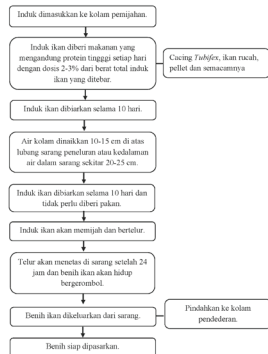 Induk dimasukkan ke kolam pemijahan.
Induk ikan diberi makanan yang
mengandung protein tingggi setiap hari
dengan dosis 2-3% dari berat total induk
ikan yang ditebar.
Cacing Tubifex, ikan rucah,
pellet dan semacamnya
Induk ikan dibiarkan selama 10 hari.
Air kolam dinaikkan 10-15 cm di atas
lubung sarang peneluran atau kedalaman
air dalam sarang sekitar 20-25 cm.
Induk ikan dibiarkan selama 10 hari dan
tidak perlu diberi pakan.
Induk ikan akan memijah dan bertelur.
Telur akan menetas di sarang setelah 24
jam dan benih ikan akan hidup
bergerombol.
Benih ikan dikeluarkan dari sarang.
Pindahkan ke kolam
pendederan.
Benih siap dipasarkan.